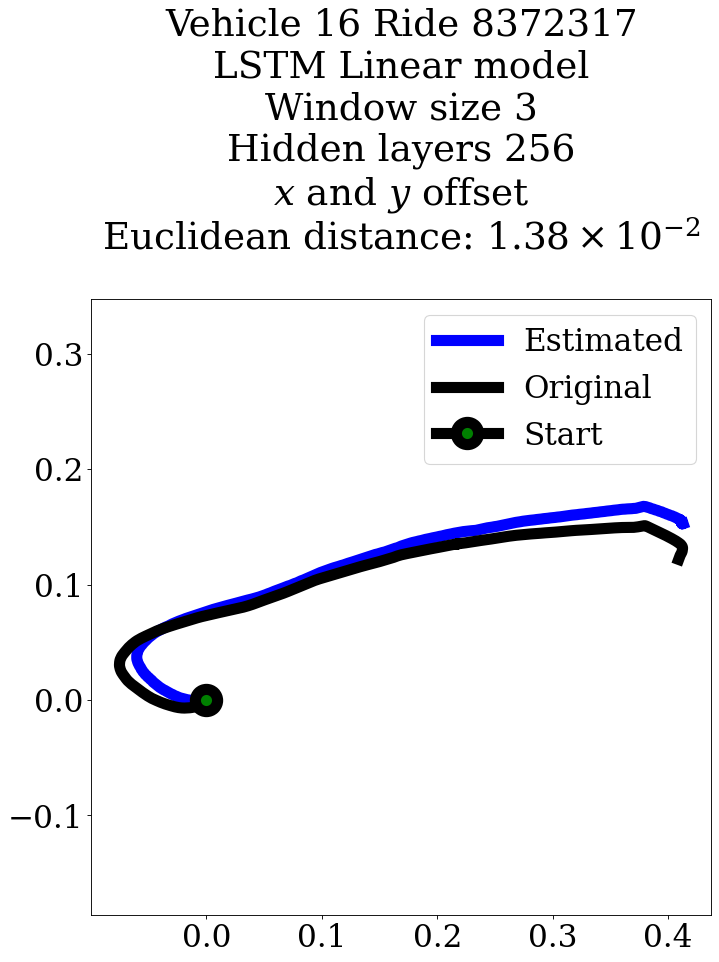 Vehicle 16 Ride 8372317
LSTM Linear model
Window size 3
Hidden layers 256
x and y offset
Euclidean distance: 1.38 × 10⁻²
Estimated
Original
Start
0.3
0.2
0.1
0.0
−0.1
0.0 0.1 0.2 0.3 0.4